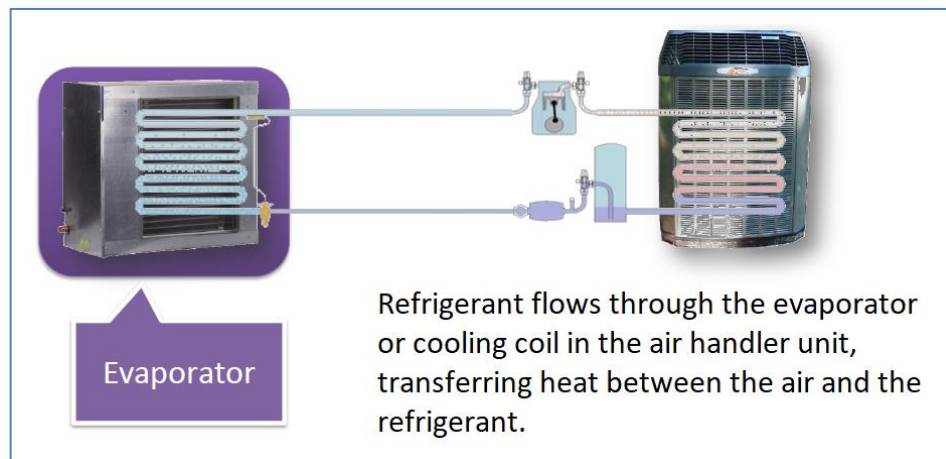 Evaporator
Refrigerant flows through the evaporator
or cooling coil in the air handler unit,
transferring heat between the air and the
refrigerant.